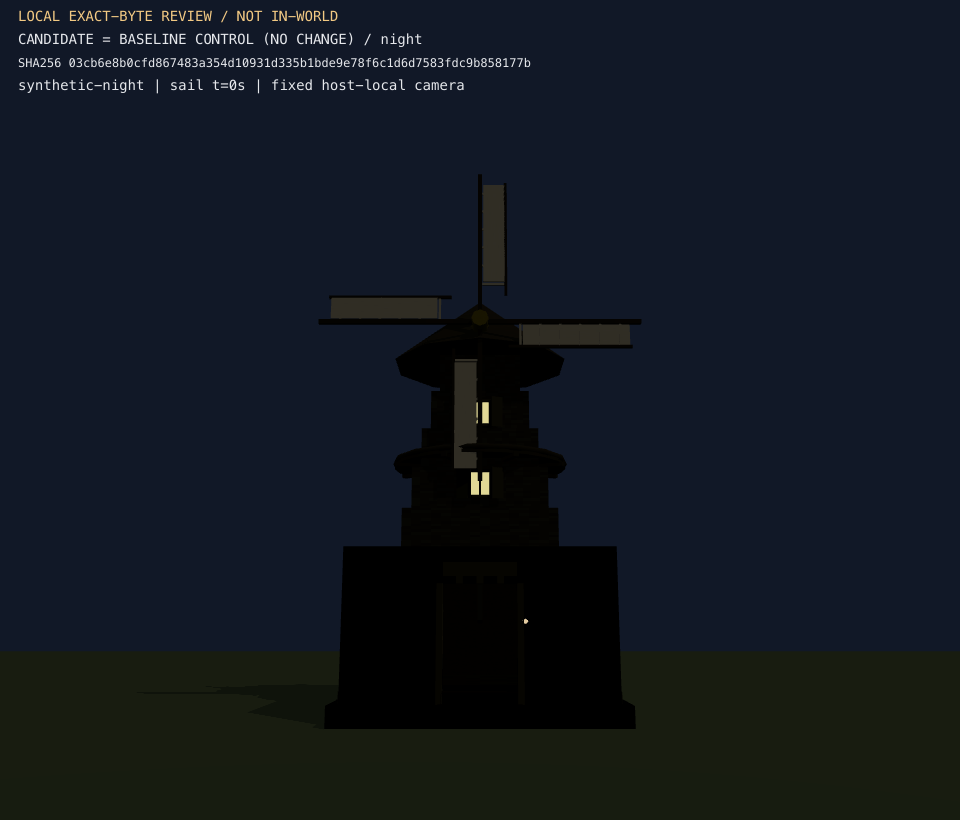 LOCAL EXACT-BYTE REVIEW / NOT IN-WORLD
CANDIDATE = BASELINE CONTROL (NO CHANGE) / night
SHA256 03cb6e8b0cfd867483a354d10931d335b1bde9e78f6c1d6d7583fdc9b858177b
synthetic-night | sail t=0s | fixed host-local camera